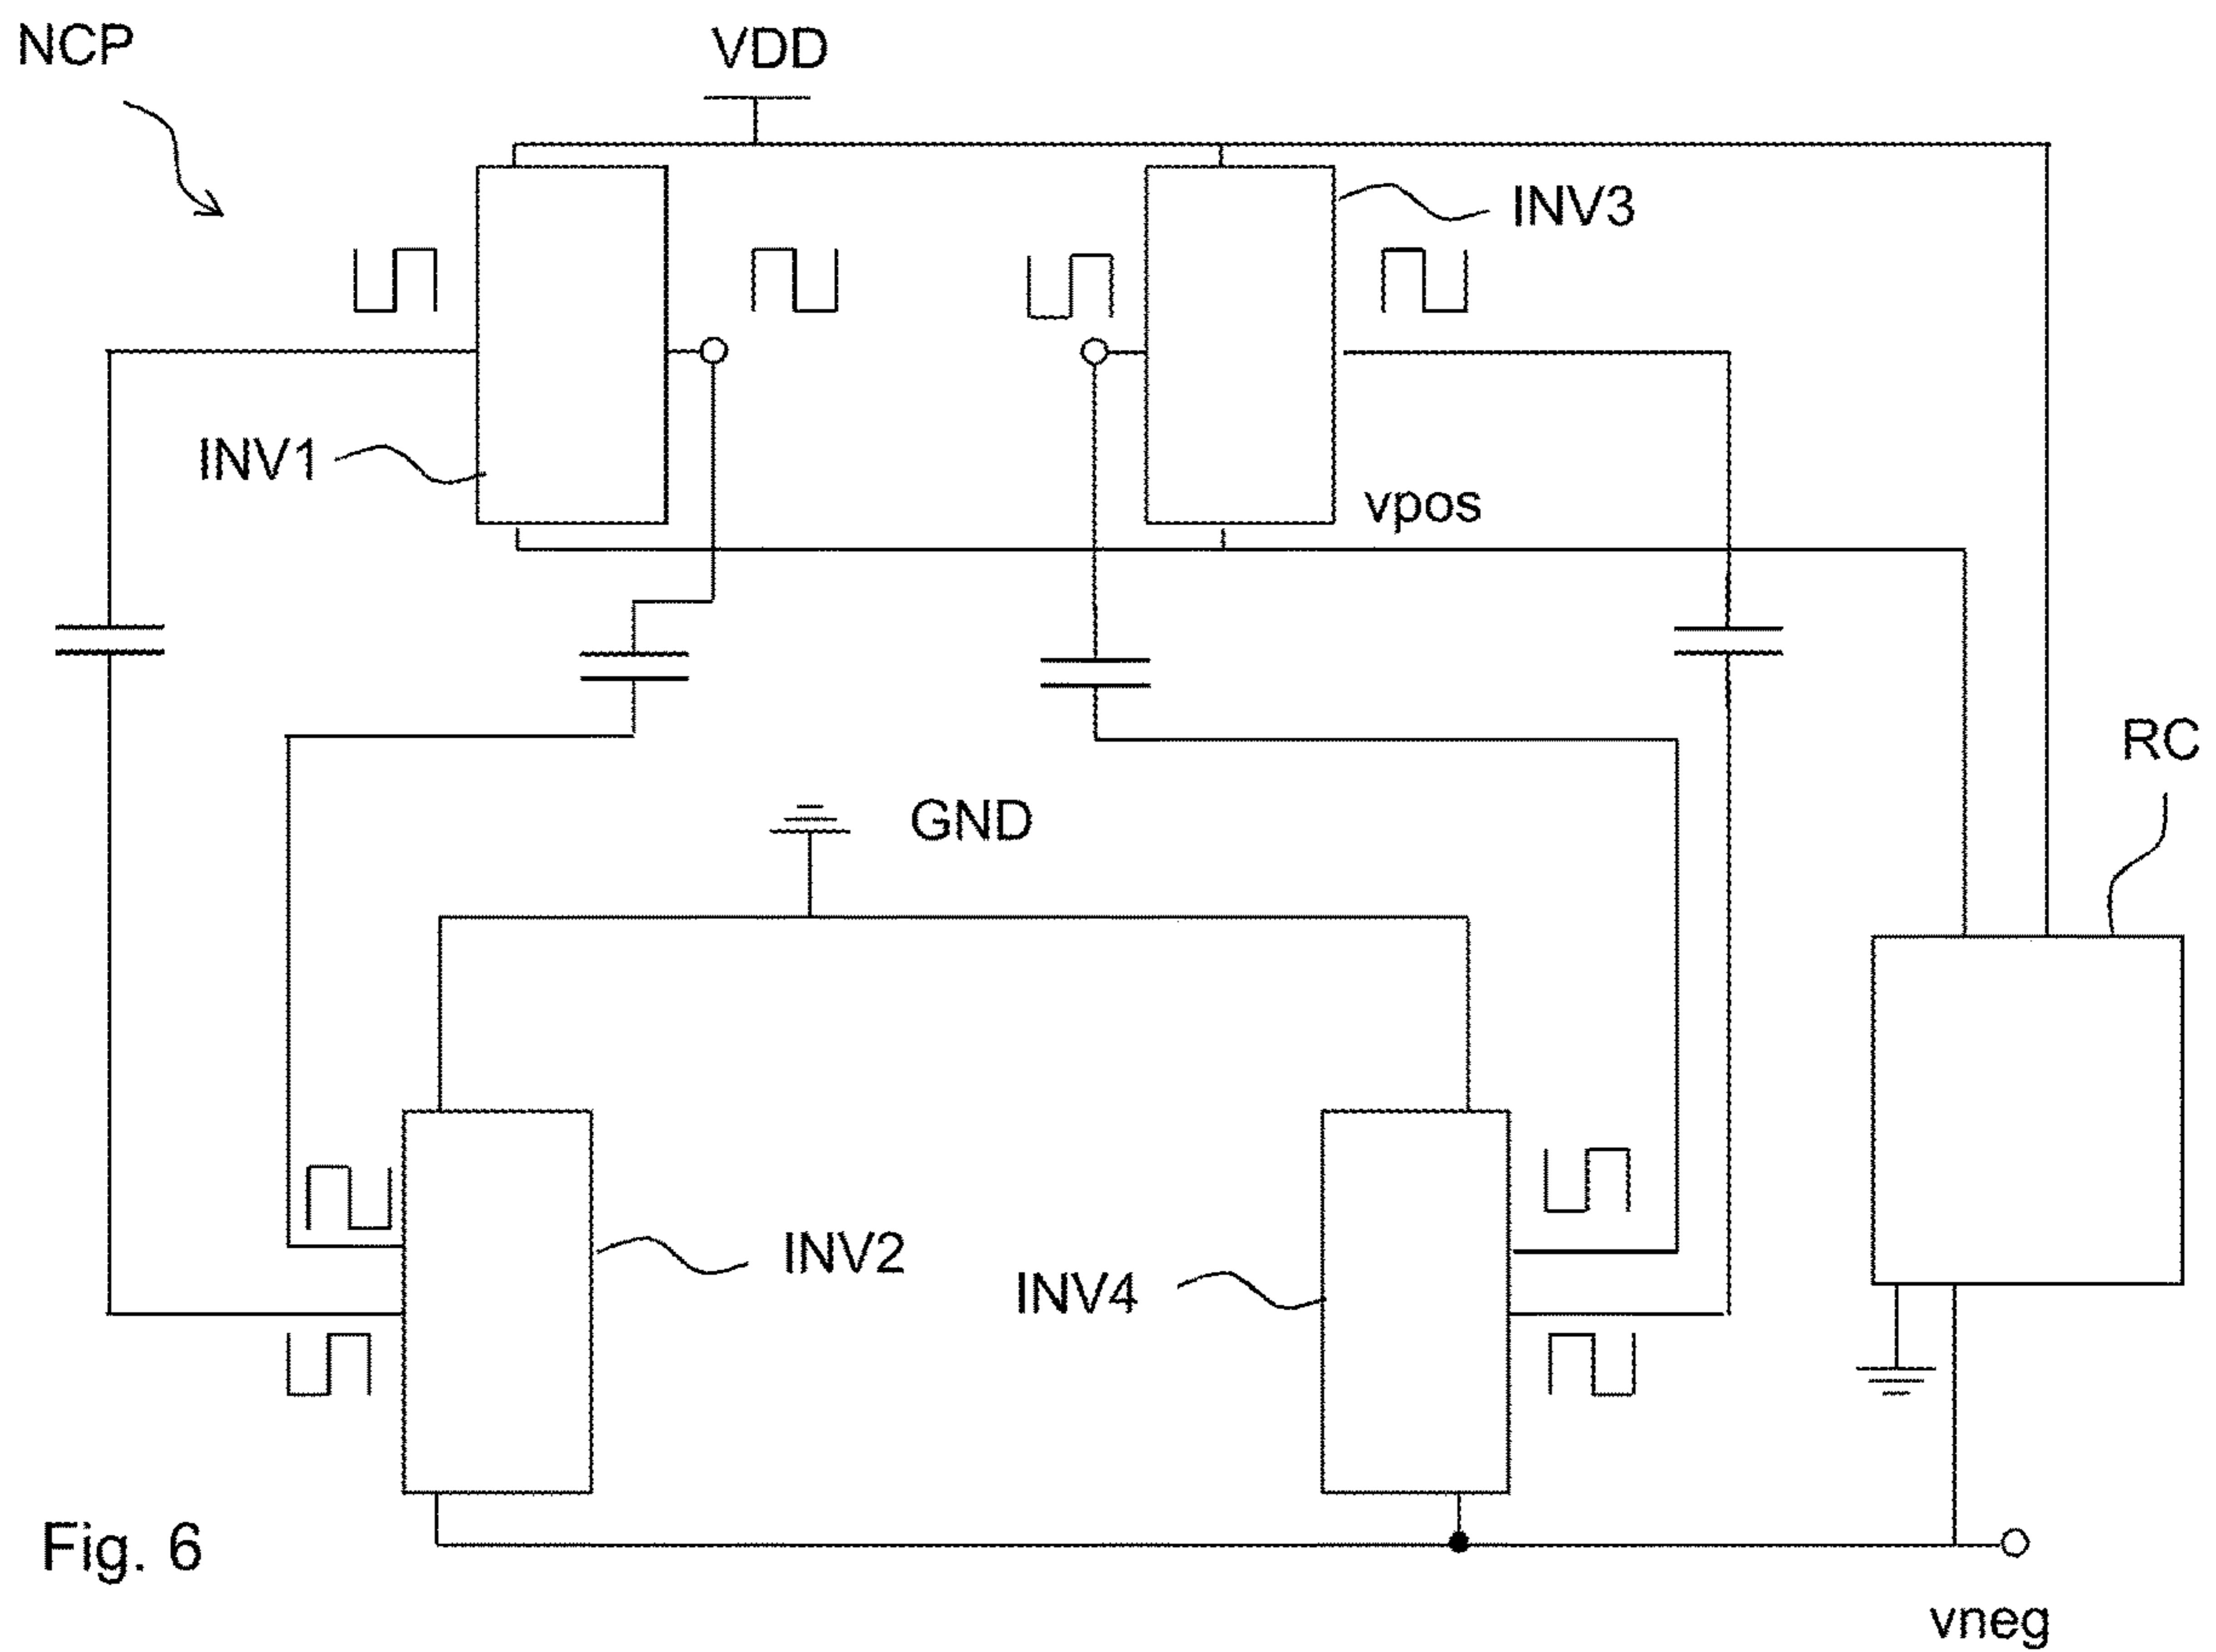 NCP
VDD
INV3
INV1
vpos
RC
GND
INV2
INV4
Fig. 6
vneg